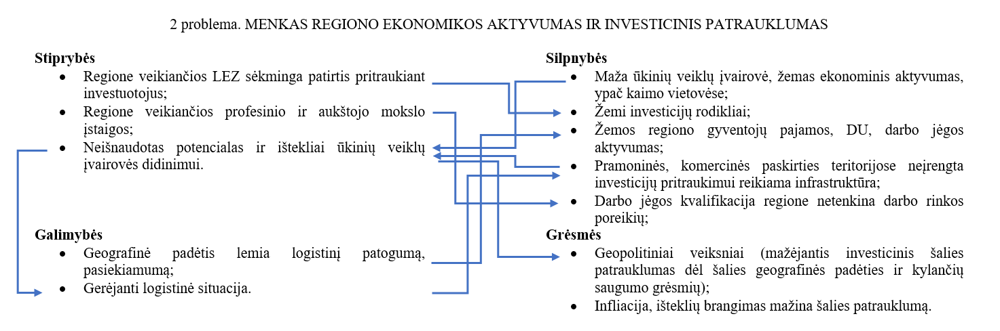 2 problema. MENKAS REGIONO EKONOMIKOS AKTYVUMAS IR INVESTICINIS PATRAUKLUMAS
Stiprybės
• Regione veikiančios LEZ sėkminga patirtis pritraukiant
investuotojus;
• Regione veikiančios profesinio ir aukštojo mokslo
įstaigos;
• Neišnaudotas potencialas ir ištekliai ūkinių veiklų
įvairovės didinimui.
Silpnybės
• Maža ūkinių veiklų įvairovė, žemas ekonominis aktyvumas,
ypač kaimo vietovėse;
• Žemi investicijų rodikliai;
• Žemos regiono gyventojų pajamos, DU, darbo jėgos
aktyvumas;
• Pramoninės, komercinės paskirties teritorijose neįrengta
investicijų pritraukimui reikiama infrastruktūra;
• Darbo jėgos kvalifikacija regione netenkina darbo rinkos
poreikių;
Galimybės
• Geografinė padėtis lemia logistinį patogumą,
pasiekiamumą;
• Gerėjanti logistinė situacija.
Grėsmės
• Geopolitiniai veiksniai (mažėjantis investicinis šalies
patrauklumas dėl šalies geografinės padėties ir kylančių
saugumo grėsmių);
• Infliacija, išteklių brangimas mažina šalies patrauklumą.